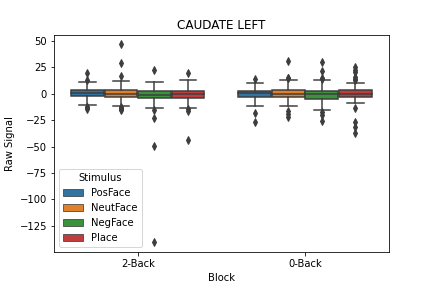 CAUDATE LEFT
50
25
0
−25
−50
−75
−100
−125
Raw Signal
Stimulus
PosFace
NeutFace
NegFace
Place
2-Back
0-Back
Block